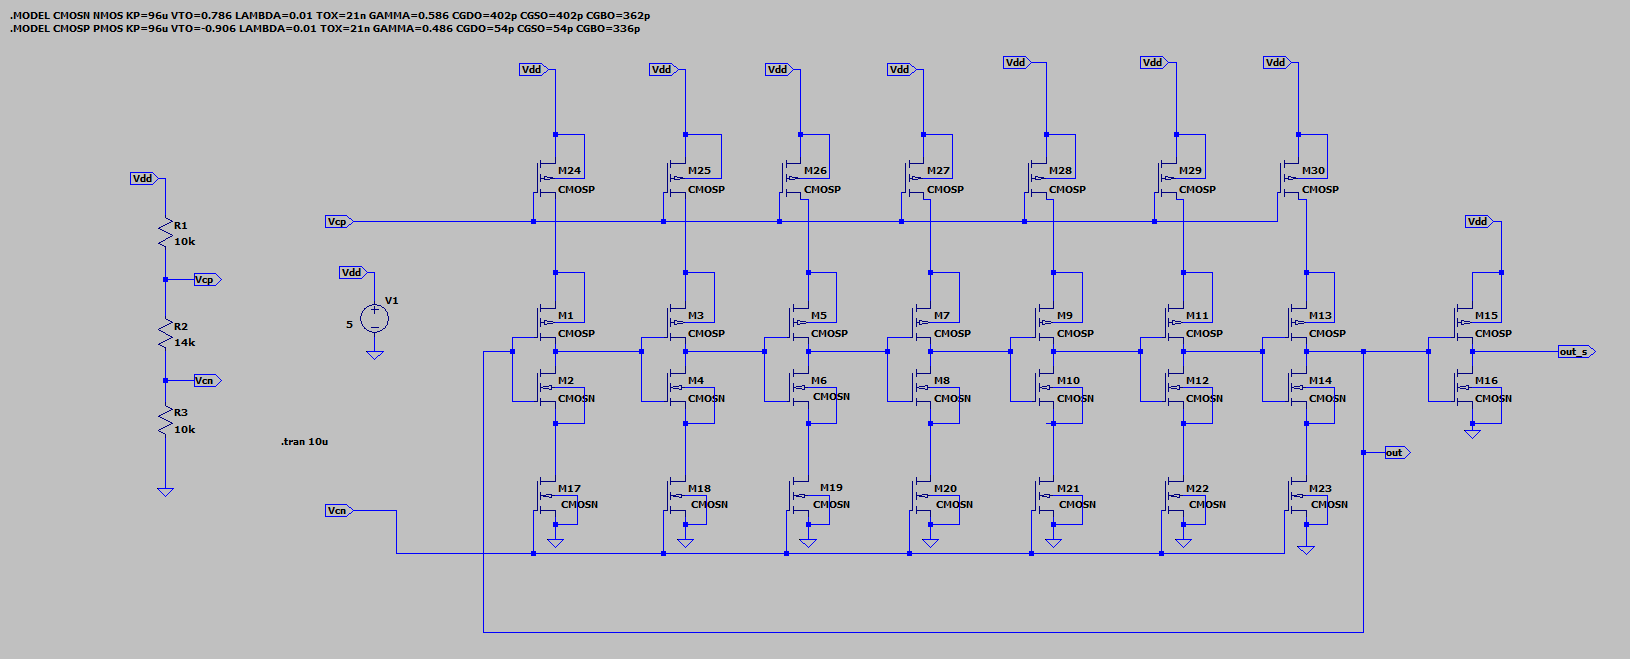 .MODEL CMOSN NMOS KP=96u VTO=0.786 LAMBDA=0.01 TOX=21n GAMMA=0.586 CGDO=402p CGSO=402p CGBO=362p
.MODEL CMOSP PMOS KP=96u VTO=-0.906 LAMBDA=0.01 TOX=21n GAMMA=0.486 CGDO=54p CGSO=54p CGBO=336p
Vdd Vdd Vdd Vdd Vdd Vdd Vdd
M24 M25 M26 M27 M28 M29 M30
Vdd
CMOSP CMOSP CMOSP CMOSP CMOSP CMOSP CMOSP
R1 Vcp Vdd
10k
Vcp Vdd
V1
M1 M3 M5 M7 M9 M11 M13 M15
R2 5
CMOSP CMOSP CMOSP CMOSP CMOSP CMOSP CMOSP CMOSP
14k
out_s
Vcn M2 M4 M6 M8 M10 M12 M14 M16
CMOSN CMOSN CMOSN CMOSN CMOSN CMOSN CMOSN CMOSN
R3
10k
.tran 10u
out
M17 M18 M19 M20 M21 M22 M23
CMOSN CMOSN CMOSN CMOSN CMOSN CMOSN CMOSN
Vcn